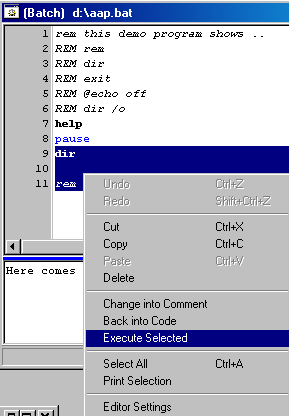 (Batch) d:\aap.bat
1 rem this demo program shows ..
2 REM rem
3 REM dir
4 REM exit
5 REM @echo off
6 REM dir /o
7 help
8 pause
9 dir
10
11 rem
Undo Ctrl+Z
Redo Shift+Ctrl+Z
Cut Ctrl+X
Copy Ctrl+C
Paste Ctrl+V
Delete
Change into Comment
Back into Code
Execute Selected
Select All Ctrl+A
Print Selection
Editor Settings
Here comes